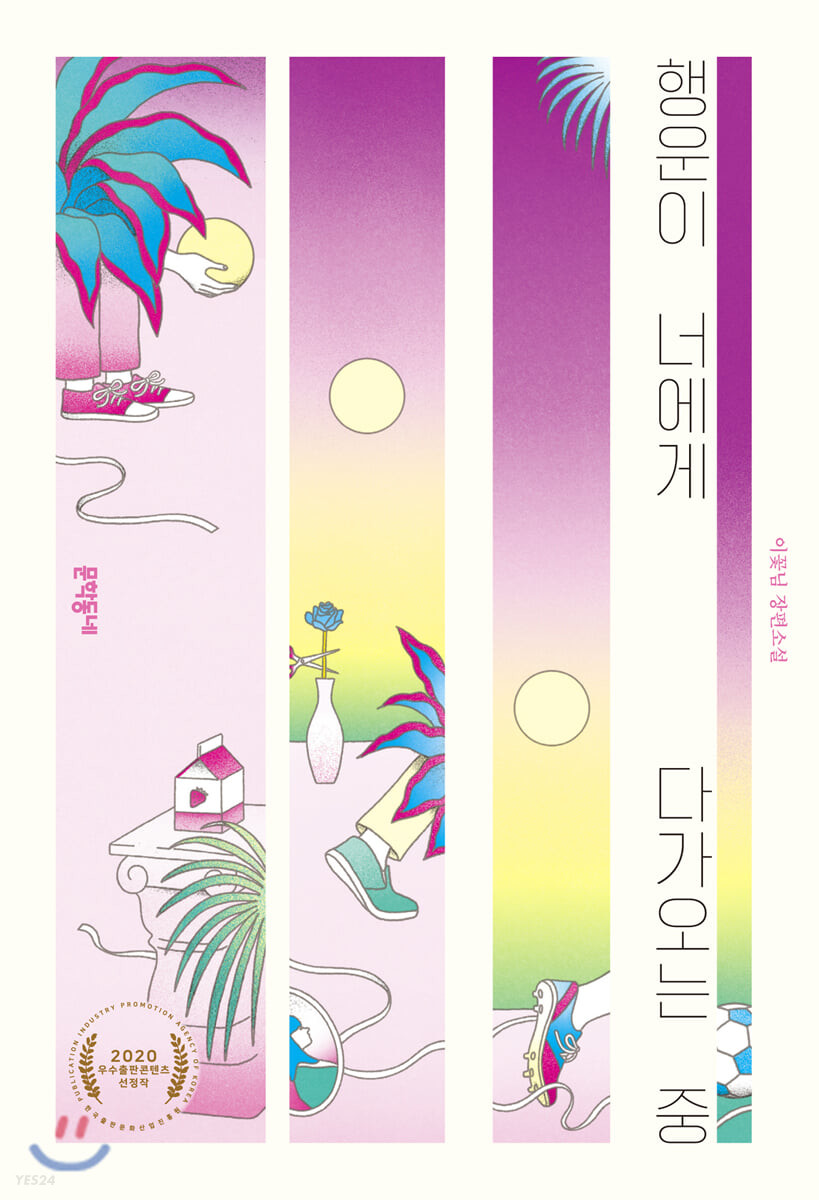 행운이 너에게 다가오는 중
이꽃님 장편소설
문학동네
PUBLICATION INDUSTRY PROMOTION AGENCY OF KOREA
2020
우수출판콘텐츠
선정작
한국출판문화산업진흥원
YES24